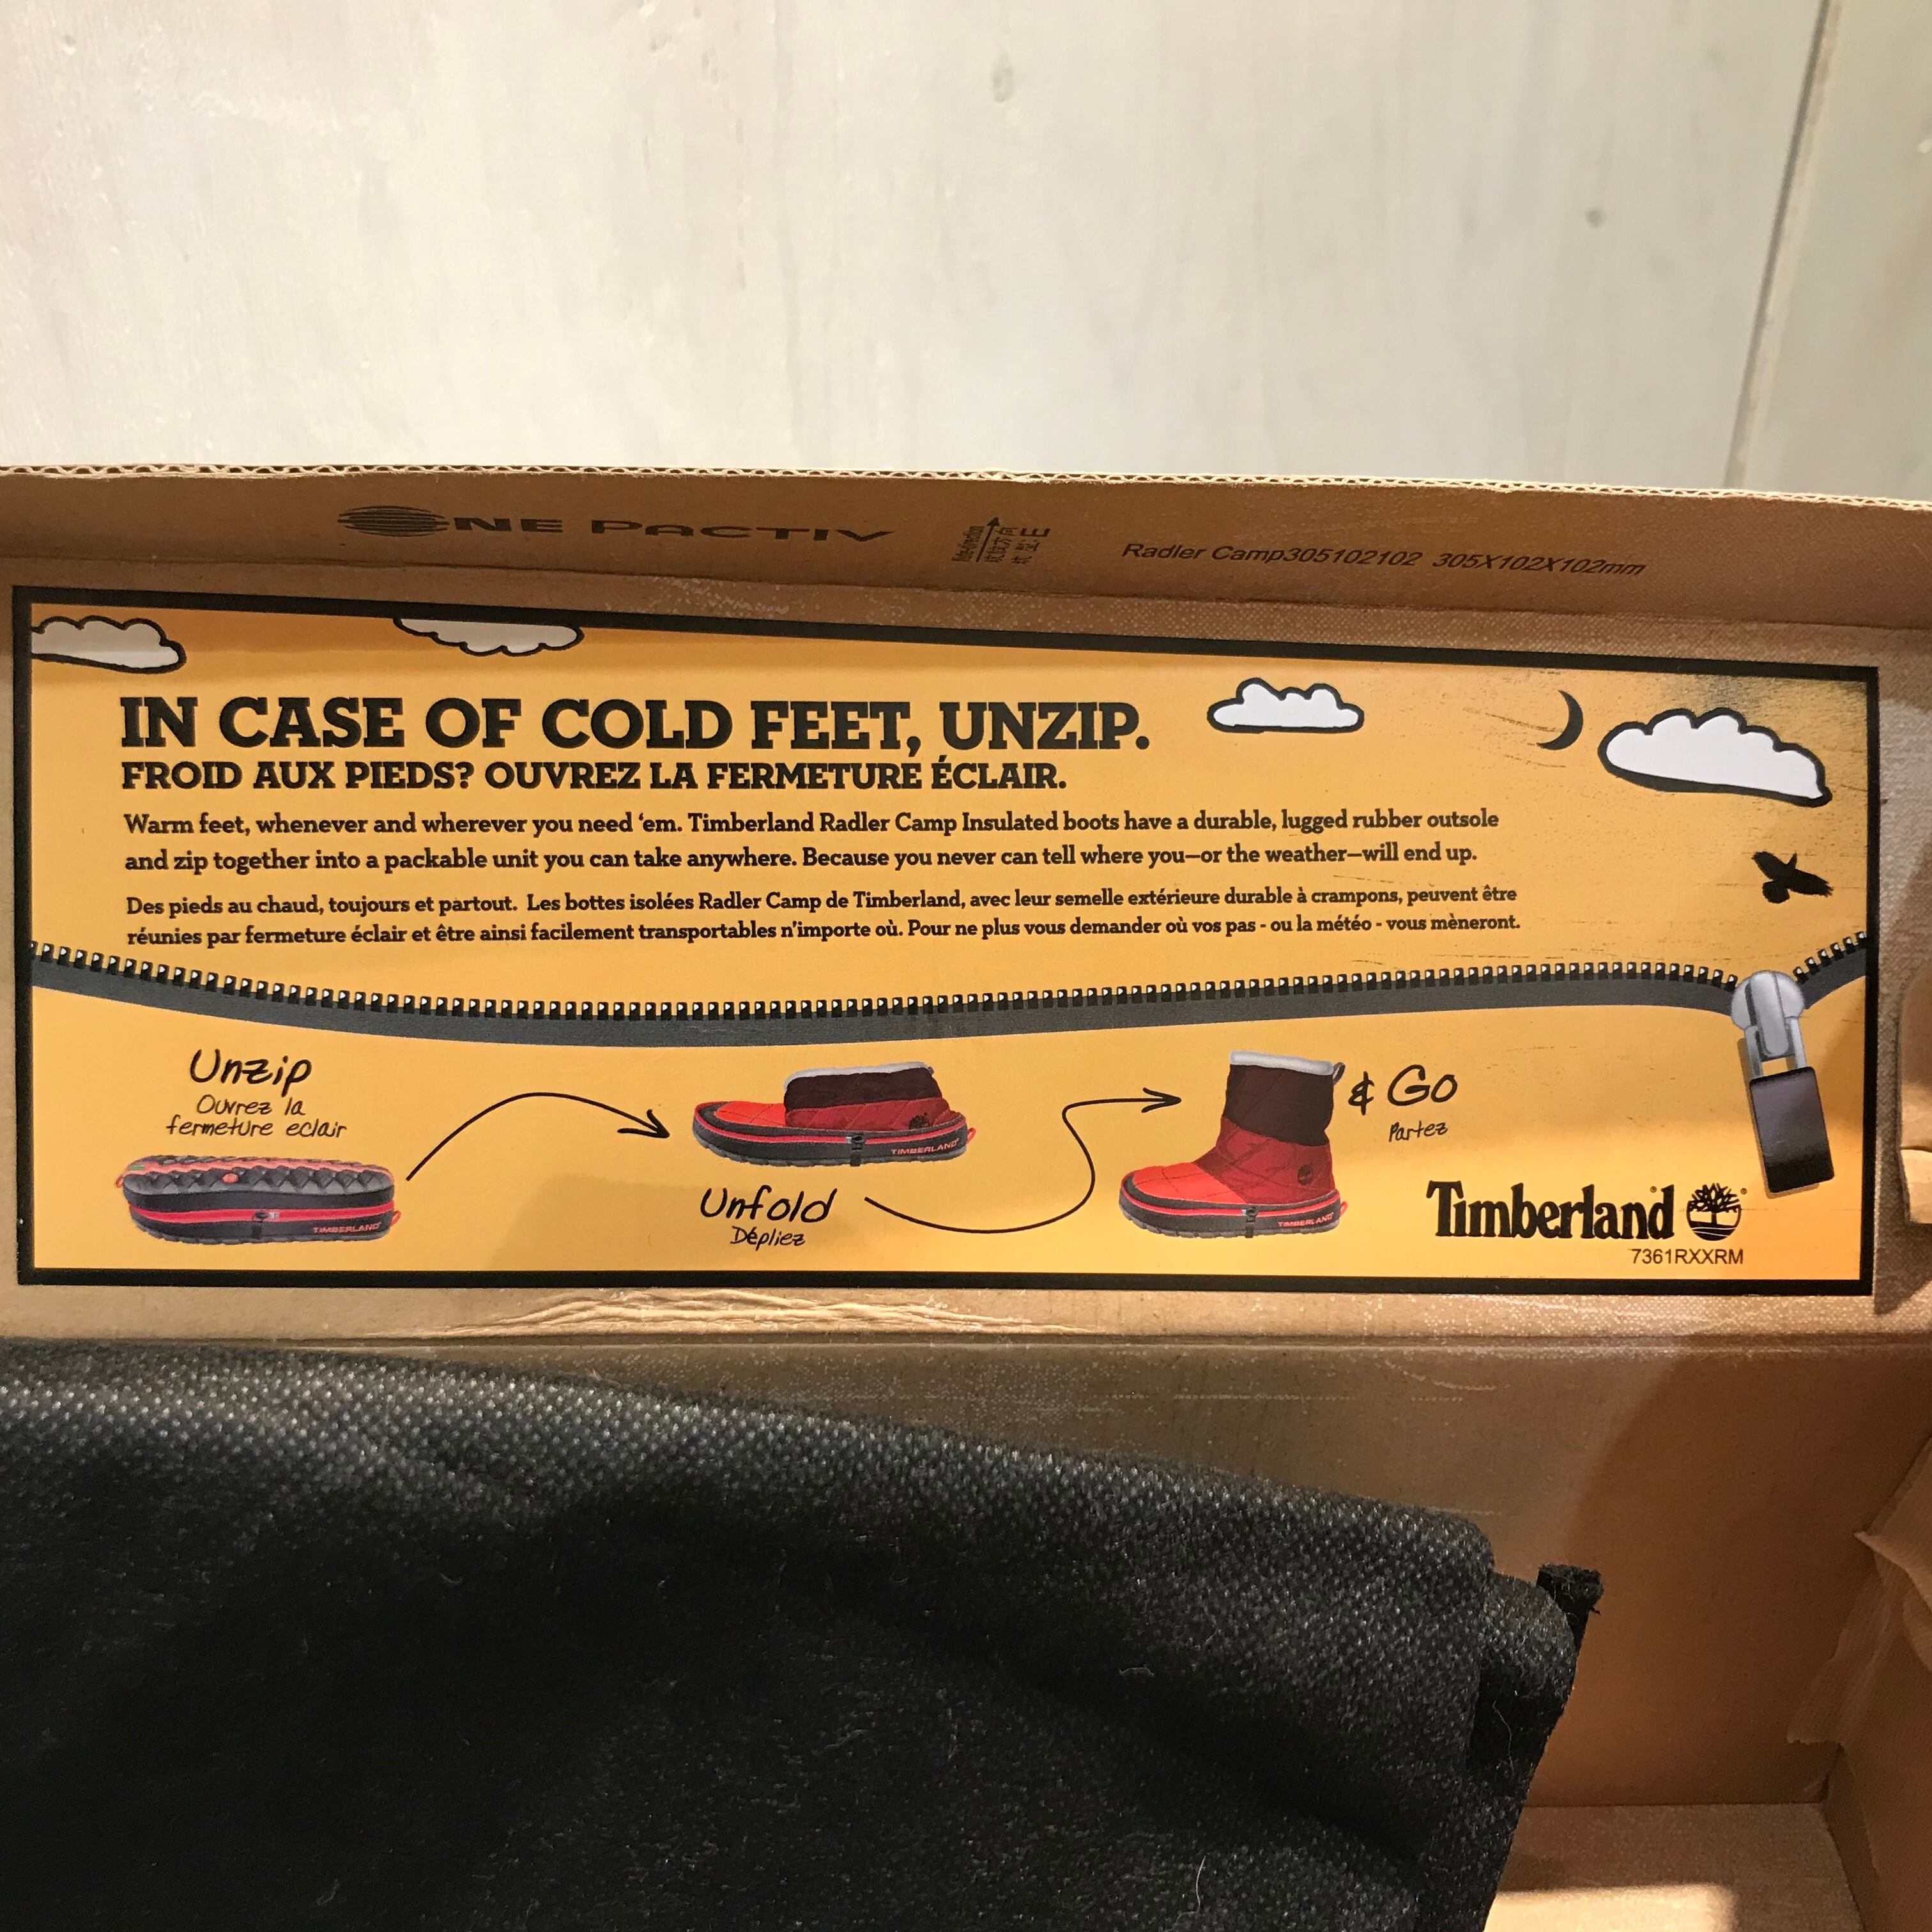 ONE PACTIV
Radler Camp305102102 305X102X102mm
IN CASE OF COLD FEET, UNZIP.
FROID AUX PIEDS? OUVREZ LA FERMETURE ÉCLAIR.
Warm feet, whenever and wherever you need ‘em. Timberland Radler Camp Insulated boots have a durable, lugged rubber outsole
and zip together into a packable unit you can take anywhere. Because you never can tell where you—or the weather—will end up.
Des pieds au chaud, toujours et partout. Les bottes isolées Radler Camp de Timberland, avec leur semelle extérieure durable à crampons, peuvent être
réunies par fermeture éclair et être ainsi facilement transportables n'importe où. Pour ne plus vous demander où vos pas - ou la météo - vous mèneront.
Unzip
Ouvrez la
fermeture eclair
TIMBERLAND
TIMBERLAND
Unfold
Dépliez
& Go
Partez
TIMBERLAND
Timberland®
7361RXXRM